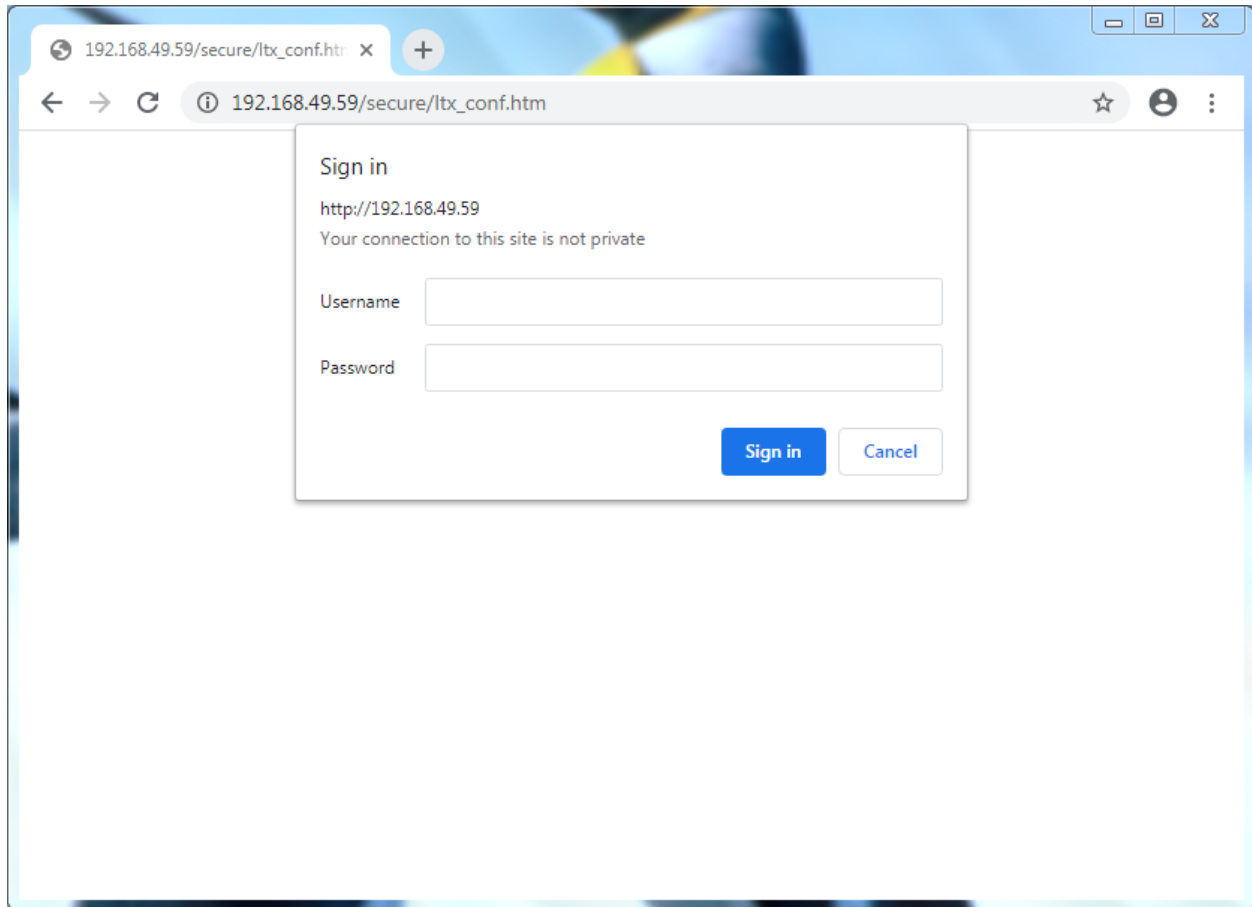 192.168.49.59/secure/ltx_conf.htm
192.168.49.59/secure/ltx_conf.htm
Sign in
http://192.168.49.59
Your connection to this site is not private
Username
Password
Sign in
Cancel